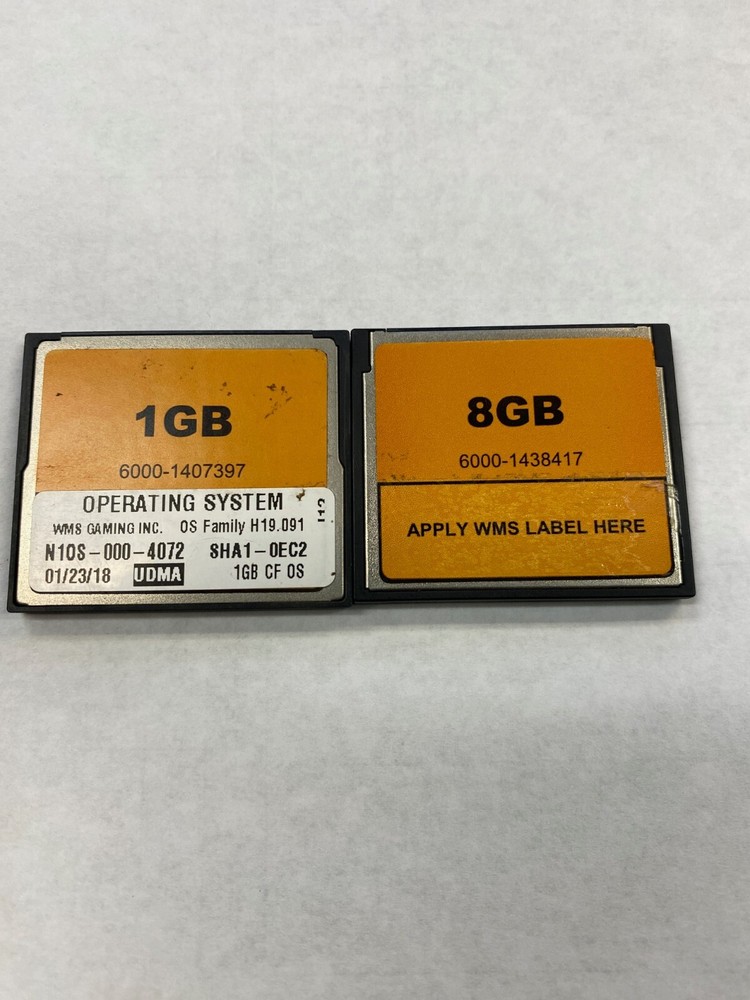 1GB
6000-1407397
OPERATING SYSTEM
WMS GAMING INC. OS Family H19.091
N10S-000-4072 SHA1-0EC2
01/23/18 UDMA 1GB CF OS
8GB
6000-1438417
APPLY WMS LABEL HERE